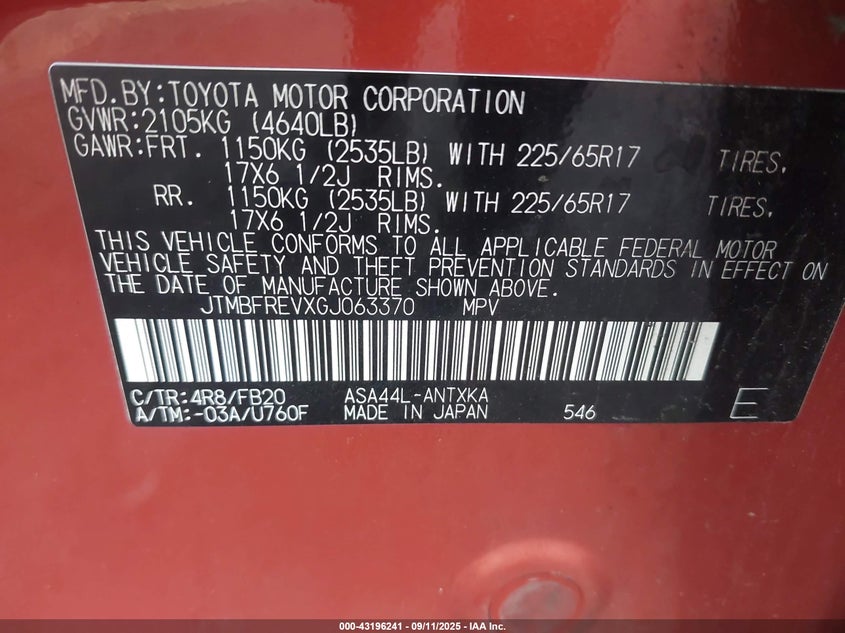 MFD.BY:TOYOTA MOTOR CORPORATION
GVWR:2105KG (4640LB)
GAWR:FRT. 1150KG (2535LB) WITH 225/65R17 TIRES,
17X6 1/2J RIMS.
RR. 1150KG (2535LB) WITH 225/65R17 TIRES,
17X6 1/2J RIMS.
THIS VEHICLE CONFORMS TO ALL APPLICABLE FEDERAL MOTOR
VEHICLE SAFETY AND THEFT PREVENTION STANDARDS IN EFFECT ON
THE DATE OF MANUFACTURE SHOWN ABOVE.
JTMBFREVXGJ063370 MPV
C/TR:4R8/FB20 ASA44L-ANTXKA
A/TM:-03A/U760F MADE IN JAPAN 546 E
000-43196241 - 09/11/2025 - IAA Inc.